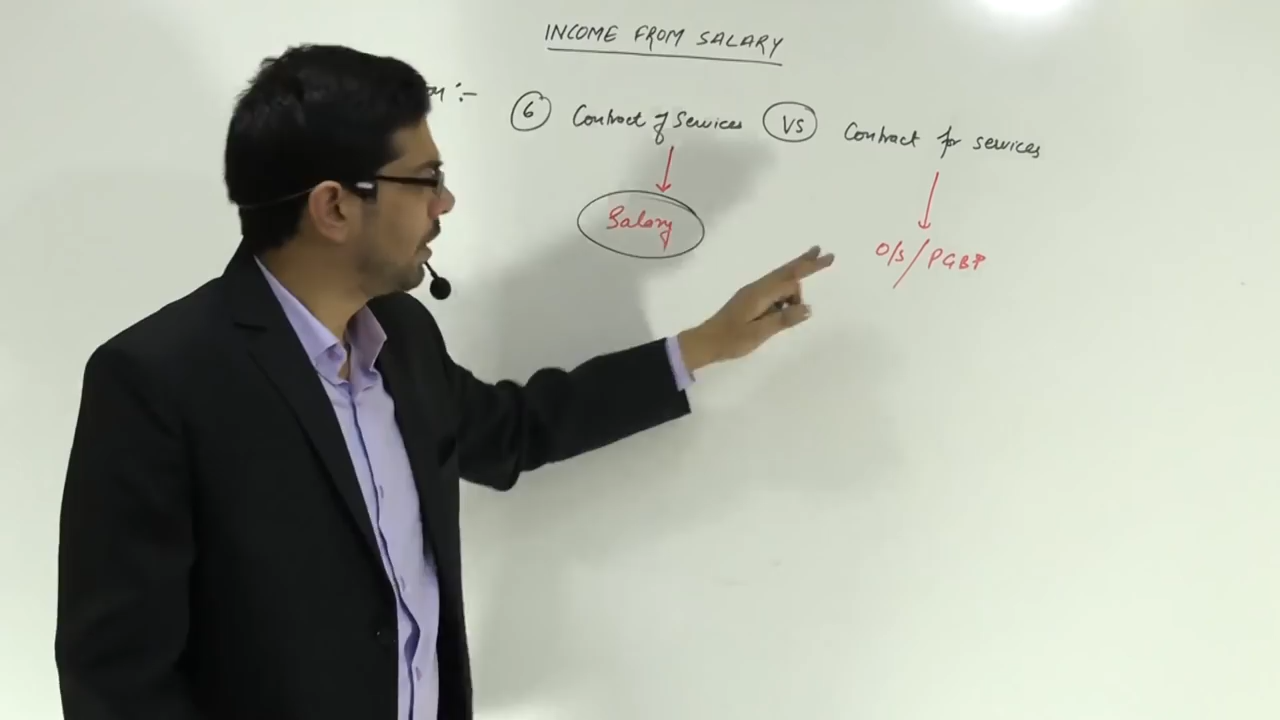 INCOME FROM SALARY
:-
6 Contract of Services VS Contract for services
Salary O/S / PGBP